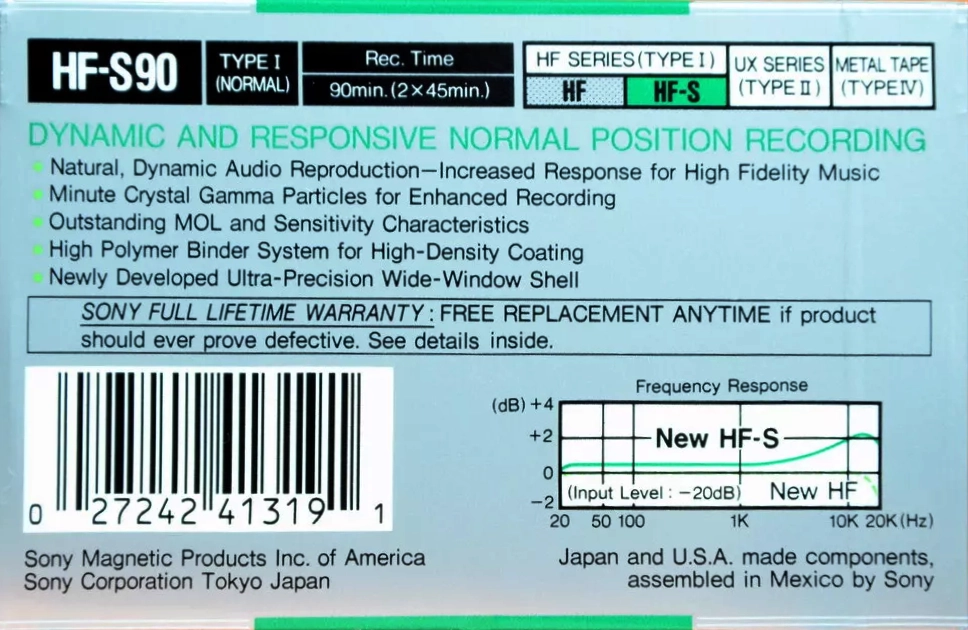 HF-S90
TYPE I
(NORMAL)
Rec. Time
90min.(2×45min.)
HF SERIES(TYPE I)
HF
HF-S
UX SERIES
(TYPE II)
METAL TAPE
(TYPE IV)
DYNAMIC AND RESPONSIVE NORMAL POSITION RECORDING
Natural, Dynamic Audio Reproduction—Increased Response for High Fidelity Music
Minute Crystal Gamma Particles for Enhanced Recording
Outstanding MOL and Sensitivity Characteristics
High Polymer Binder System for High-Density Coating
Newly Developed Ultra-Precision Wide-Window Shell
SONY FULL LIFETIME WARRANTY: FREE REPLACEMENT ANYTIME if product
should ever prove defective. See details inside.
0 27242 41319 1
Frequency Response
(dB) +4
+2
0
-2
New HF-S
(Input Level : -20dB)
New HF
20 50 100 1K 10K 20K(Hz)
Sony Magnetic Products Inc. of America
Sony Corporation Tokyo Japan
Japan and U.S.A. made components,
assembled in Mexico by Sony